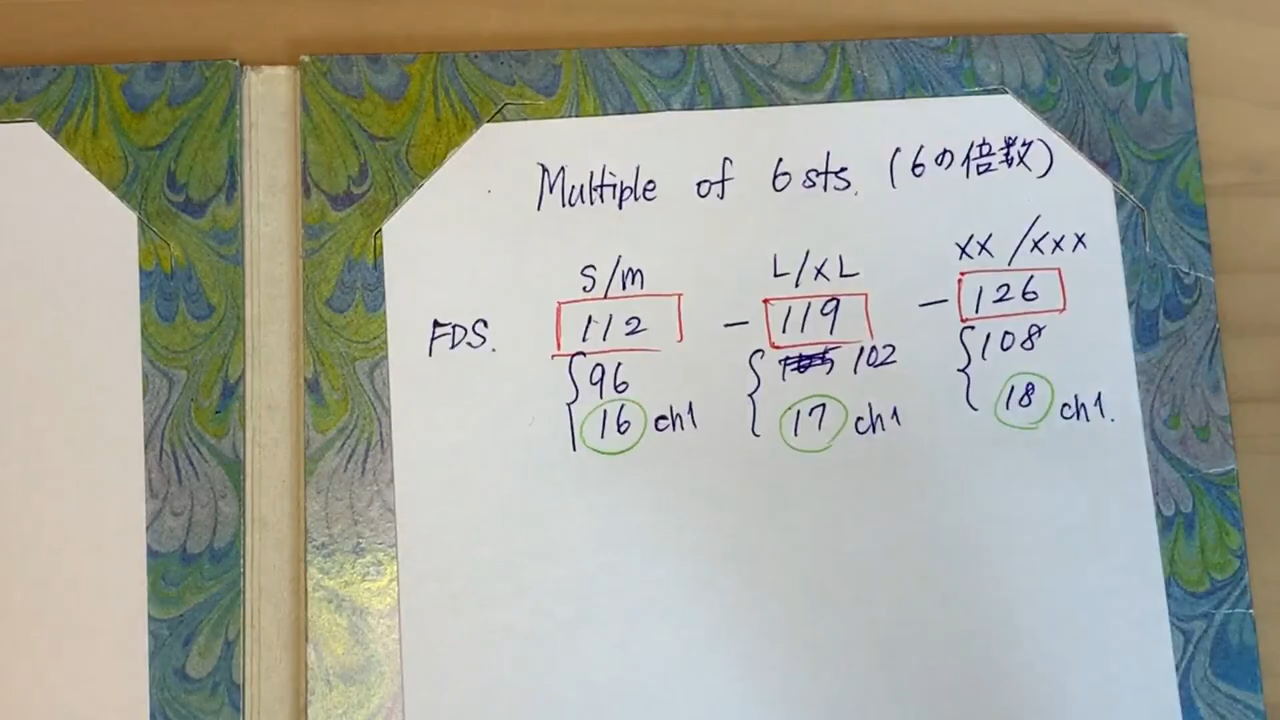 Multiple of 6 sts. (6の倍数)
S/M L/XL XX/XXX
FDS. 112 - 119 - 126
96 102 108
16 ch1 17 ch1 18 ch1.